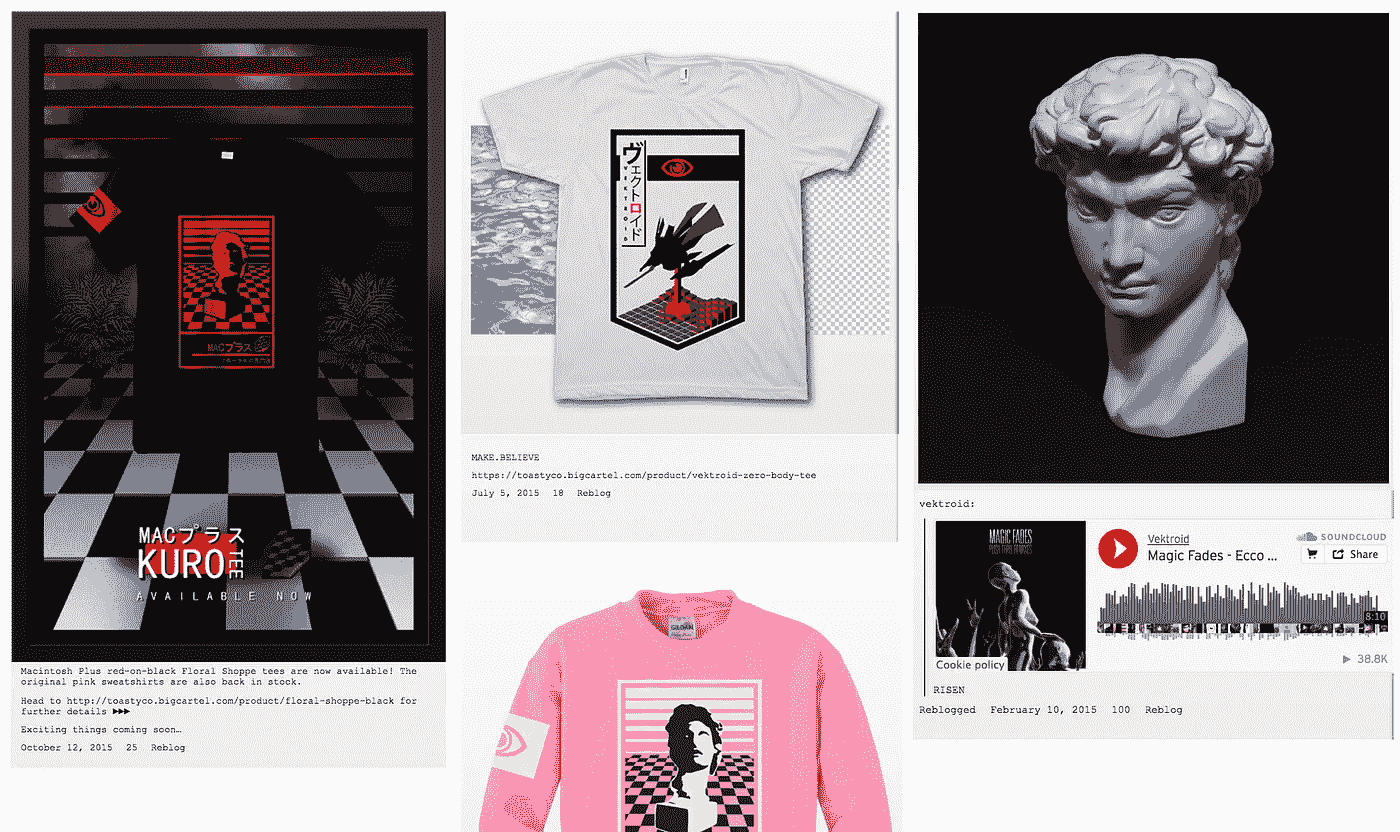 MACプラス
MACプラス
KURO TEE
AVAILABLE NOW
Macintosh Plus red-on-black Floral Shoppe tees are now available! The
original pink sweatshirts are also back in stock.
Head to http://toastyco.bigcartel.com/product/floral-shoppe-black for
further details ▶▶▶
Exciting things coming soon…
October 12, 2015 25 Reblog
ヴェクトロイド
VEKTROID
MAKE.BELIEVE
https://toastyco.bigcartel.com/product/vektroid-zero-body-tee
July 5, 2015 18 Reblog
GILDAN
vektroid:
MAGIC FADES
PUSH THRU REMIXES
Cookie policy
Vektroid
Magic Fades - Ecco ...
SOUNDCLOUD
Share
8:10
38.8K
RISEN
Reblogged February 10, 2015 100 Reblog